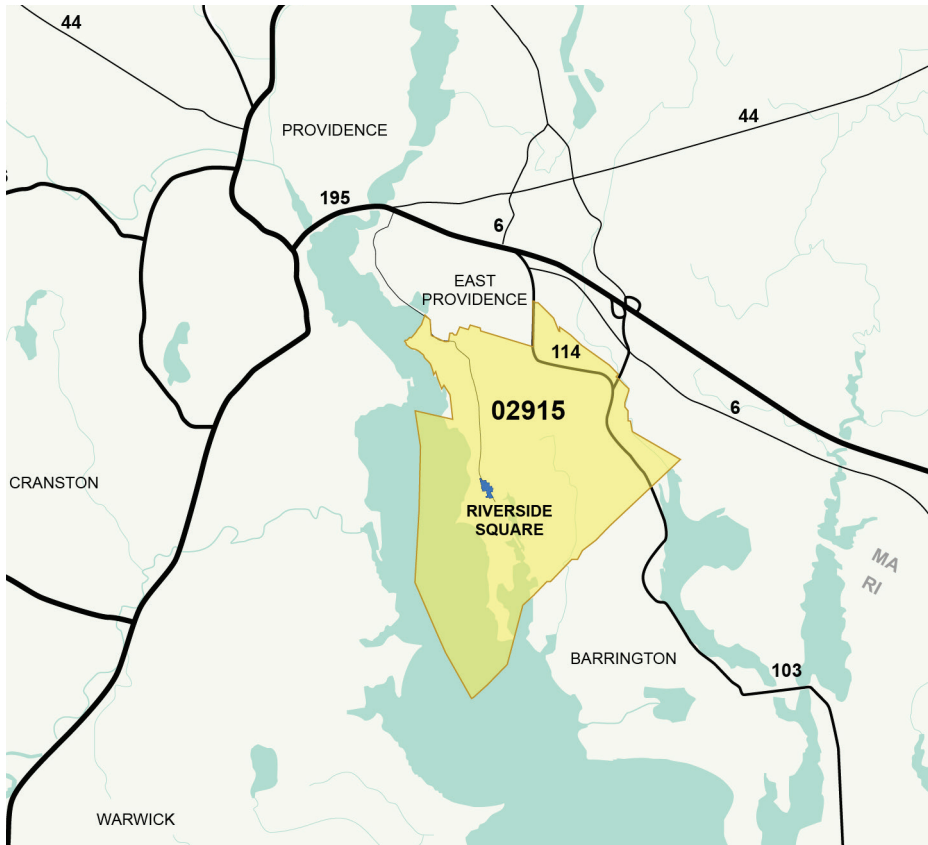 44
PROVIDENCE
44
195
6
EAST
PROVIDENCE
114
02915
6
CRANSTON
RIVERSIDE
SQUARE
MA
RI
BARRINGTON
103
WARWICK